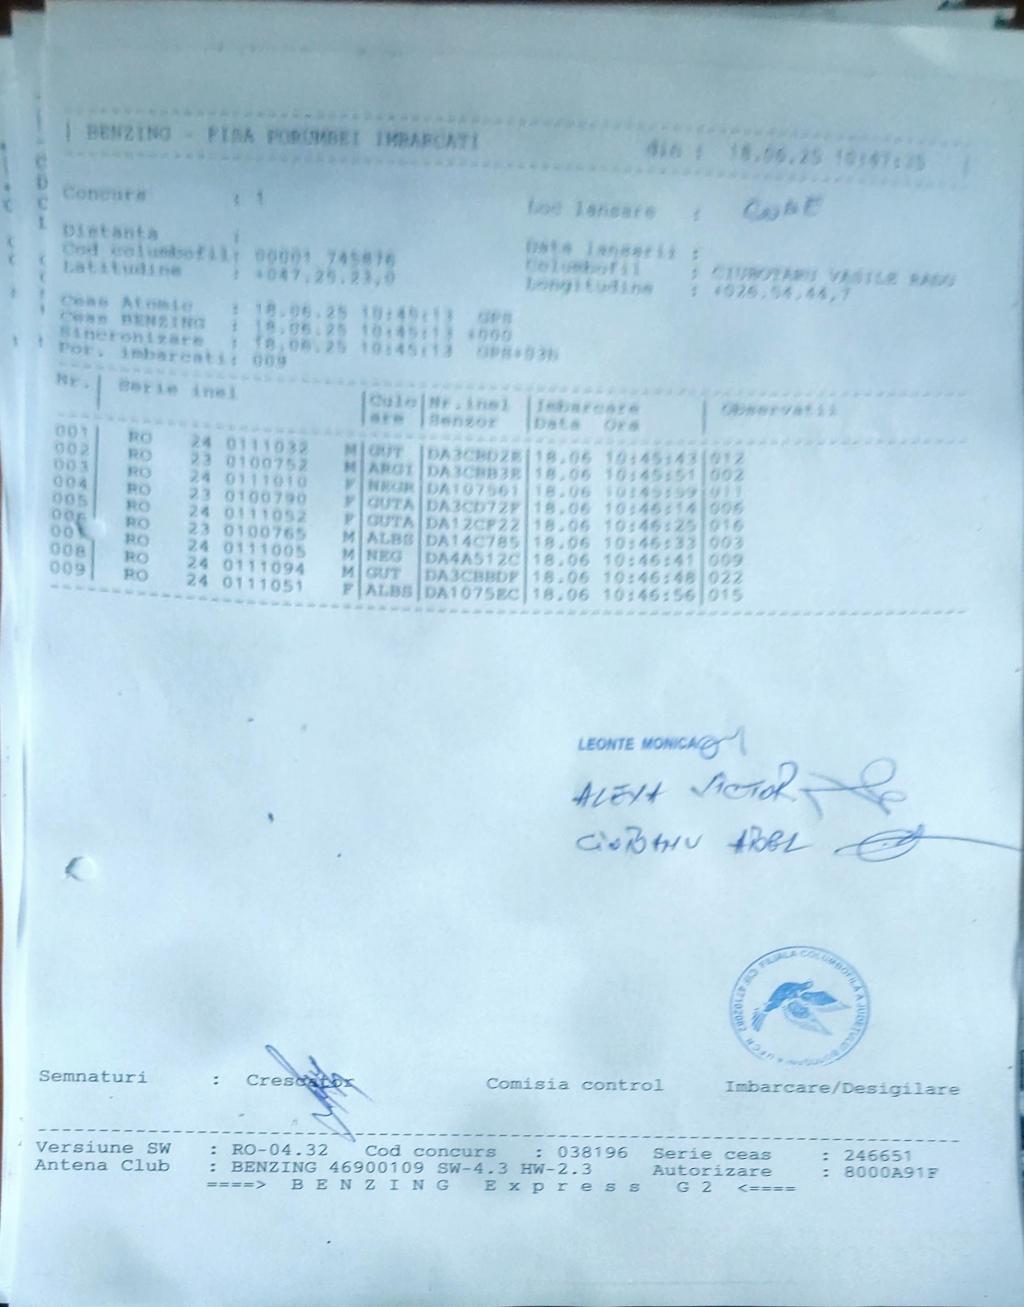 | BENZING - FISA PORUMBEI IMBARCATI din : 18.06.25 10:47:25 |
Concurs : 1 Loc lansare :
Distanta : Data lansarii :
Cod columbofil: 00001 745836 Columbofil : CIUBOTARU VASILE RADU
Latitudine : +047.25.23,0 Longitudine : +026.54.44,7
Ceas Atomic : 18.06.25 10:45:13 GPS
Ceas BENZING : 18.06.25 10:45:13 +000
Sincronizare : 18.06.25 10:45:13 GPS+03h
Por. imbarcati: 009
Nr.| Serie inel |Culo|Nr.inel |Imbarcare | Observatii
|are |Senzor |Data Ora |
001| RO 24 0111032 M|GUT |DA3CBD2E|18.06 10:45:43|012
002| RO 23 0100752 M|ARGI|DA3CBB3E|18.06 10:45:51|002
003| RO 24 0111010 F|NEGR|DA107561|18.06 10:45:59|011
004| RO 23 0100790 F|GUTA|DA3CD72F|18.06 10:46:14|006
005| RO 24 0111052 F|GUTA|DA12CF22|18.06 10:46:25|016
006| RO 23 0100765 M|ALBS|DA14C785|18.06 10:46:33|003
007| RO 24 0111005 M|NEG |DA4A512C|18.06 10:46:41|009
008| RO 24 0111094 M|GUT |DA3CBBDF|18.06 10:46:48|022
009| RO 24 0111051 F|ALBS|DA1075EC|18.06 10:46:56|015
LEONTE MONICA
ALEXA VICTOR
CIOBANU
FILIALA COLUMBOFILA A JUDETULUI BOTOSANI
Semnaturi : Crescator Comisia control Imbarcare/Desigilare
Versiune SW : RO-04.32 Cod concurs : 038196 Serie ceas : 246651
Antena Club : BENZING 46900109 SW-4.3 HW-2.3 Autorizare : 8000A91F
====> B E N Z I N G E x p r e s s G 2 <====